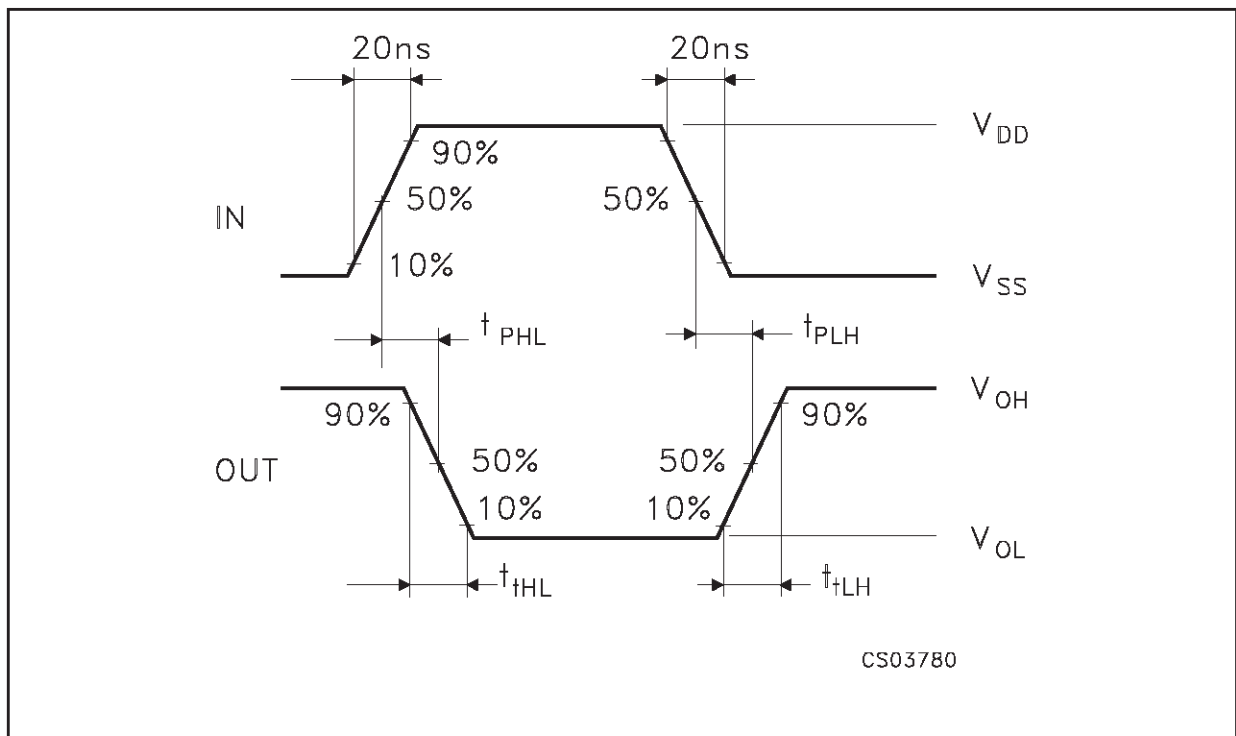 20ns 20ns
V_DD
90%
50% 50%
IN
10%
V_SS
t_PHL t_PLH
V_OH
90% 90%
50% 50%
OUT
10% 10%
V_OL
t_tHL t_tLH
CS03780